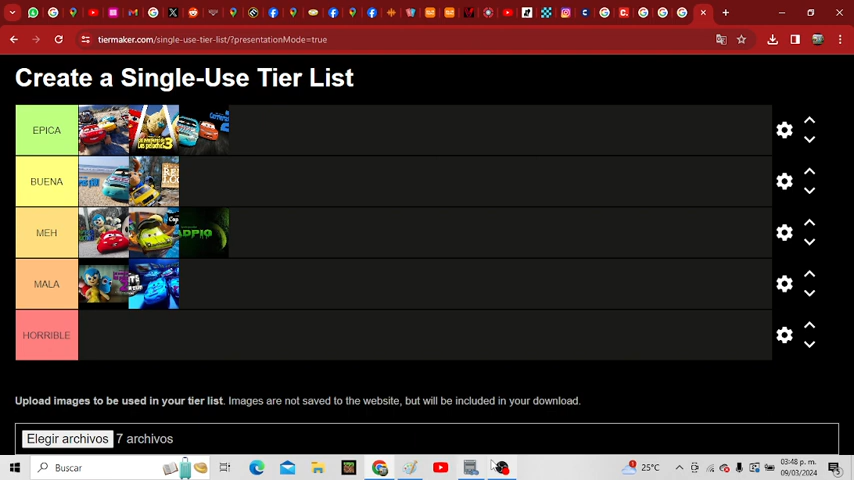 tiermaker.com/single-use-tier-list/?presentationMode=true
Create a Single-Use Tier List
EPICA
BUENA
MEH
ADPIG
MALA
HORRIBLE
Upload images to be used in your tier list. Images are not saved to the website, but will be included in your download.
Elegir archivos 7 archivos
Buscar
25°C
03:48 p. m.
09/03/2024